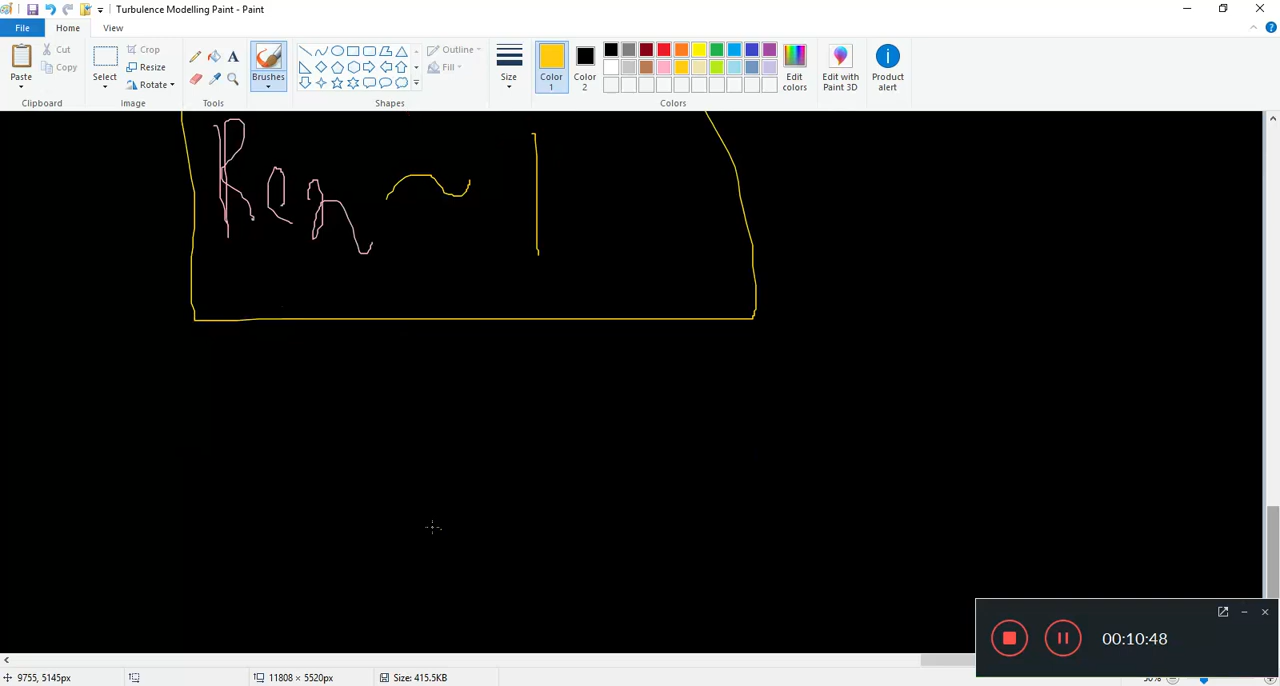 Turbulence Modelling Paint - Paint
File Home View
Paste Cut Copy Clipboard
Select Crop Resize Rotate Image
Tools
Brushes
Shapes Outline Fill
Size
Color 1
Color 2
Edit colors
Colors
Edit with Paint 3D
Product alert
Re ~ 1
00:10:48
9755, 5145px 11808 × 5520px Size: 415.5KB